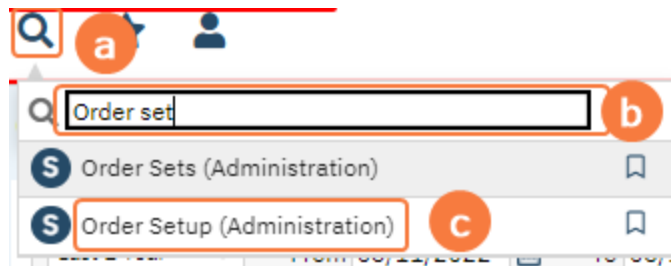 a
Order set
b
S Order Sets (Administration)
S Order Setup (Administration)
c